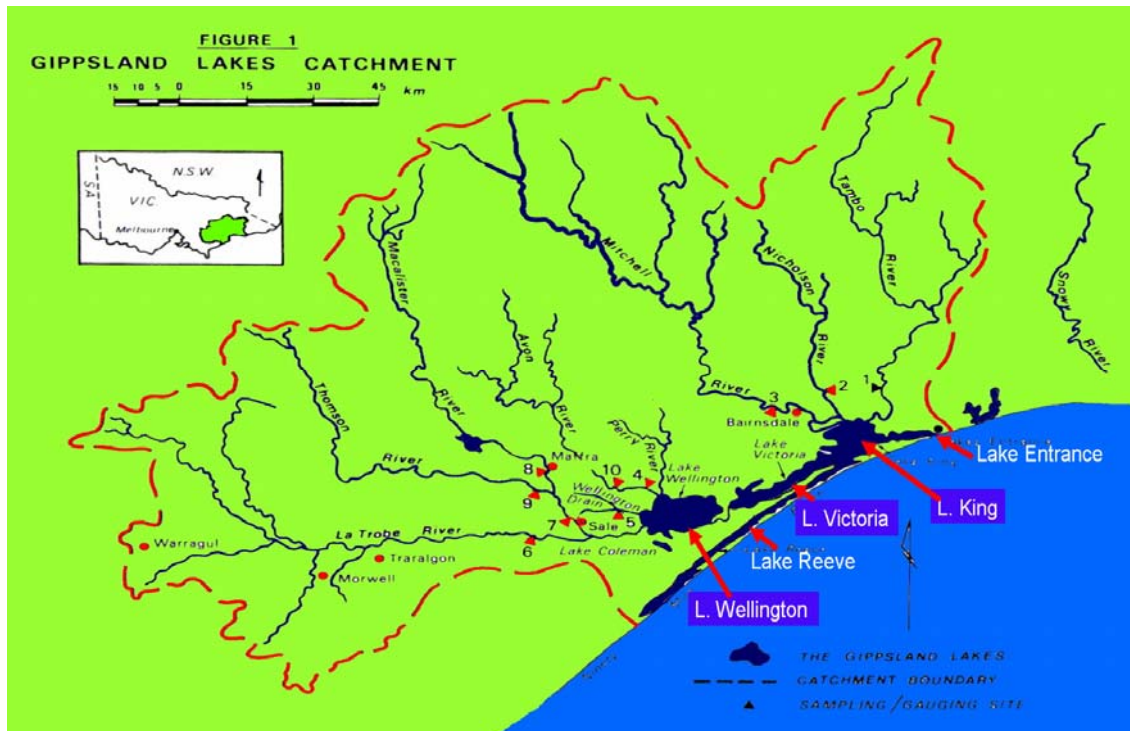 FIGURE 1
GIPPSLAND LAKES CATCHMENT
15 10 5 0 15 30 45 km
N.S.W
SA
VIC.
Melbourne
Macalister
River
Mitchell
River
Nicholson
River
Tambo
River
Snowy
River
Avon
River
Thomson
River
Perry
River
1
2
3
Bairnsdale
Lake
Victoria
Lake
Wellington
8
Maffra
10
4
Wellington
Drain
9
7
Sale
5
La Trobe River
6
Lake Coleman
Warragul
Traralgon
Morwell
Lake Entrance
L. King
L. Victoria
Lake Reeve
L. Wellington
THE GIPPSLAND LAKES
CATCHMENT BOUNDARY
SAMPLING/GAUGING SITE